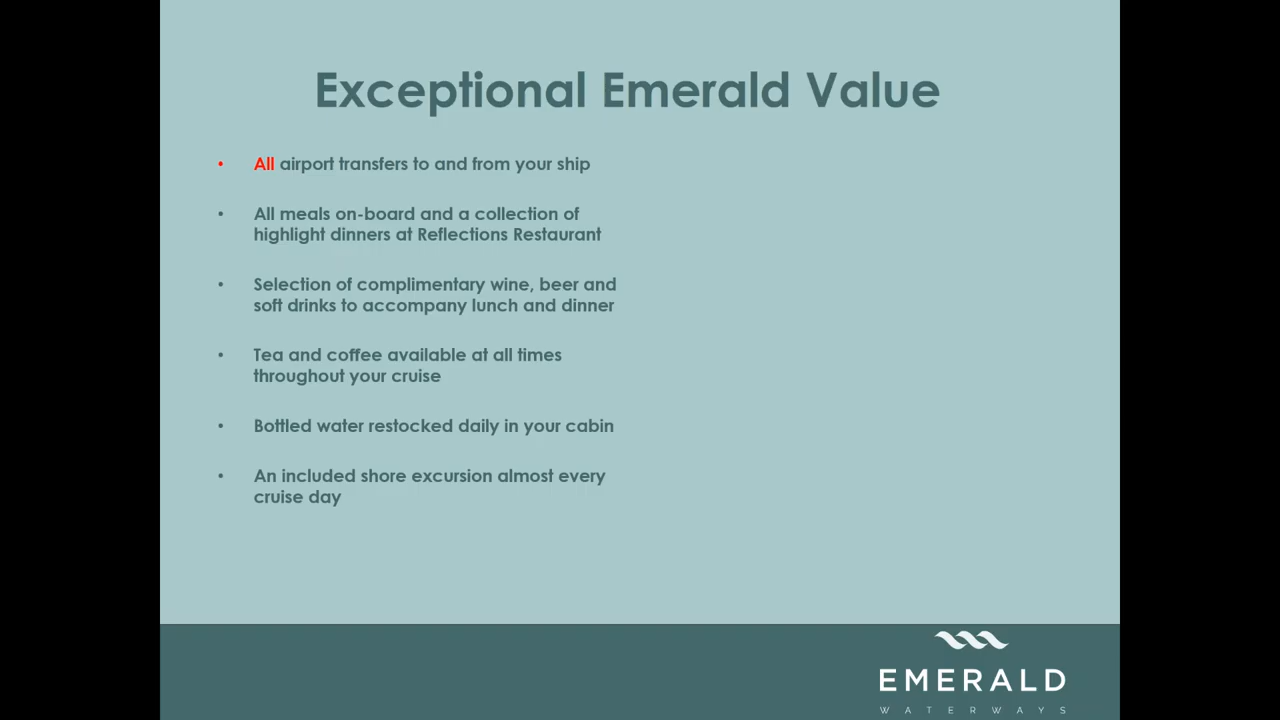 Exceptional Emerald Value
• All airport transfers to and from your ship
• All meals on-board and a collection of
highlight dinners at Reflections Restaurant
• Selection of complimentary wine, beer and
soft drinks to accompany lunch and dinner
• Tea and coffee available at all times
throughout your cruise
• Bottled water restocked daily in your cabin
• An included shore excursion almost every
cruise day
EMERALD
WATERWAYS